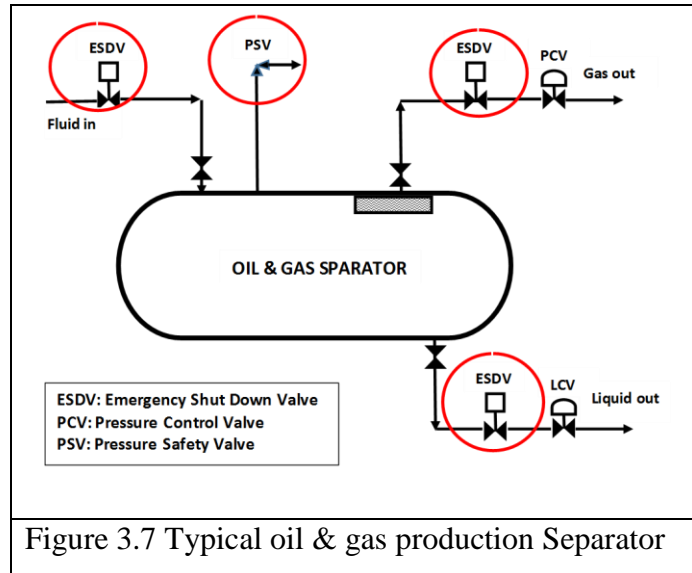 ESDV
PSV
ESDV
PCV
Fluid in
Gas out
OIL & GAS SPARATOR
ESDV
LCV
Liquid out
ESDV: Emergency Shut Down Valve
PCV: Pressure Control Valve
PSV: Pressure Safety Valve
Figure 3.7 Typical oil & gas production Separator